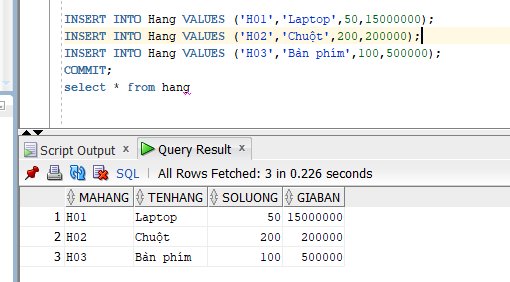 INSERT INTO Hang VALUES ('H01','Laptop',50,15000000);
INSERT INTO Hang VALUES ('H02','Chuột',200,200000);
INSERT INTO Hang VALUES ('H03','Bàn phím',100,500000);
COMMIT;
select * from hang
Script Output x Query Result x
SQL | All Rows Fetched: 3 in 0.226 seconds
MAHANG TENHANG SOLUONG GIABAN
1 H01 Laptop 50 15000000
2 H02 Chuột 200 200000
3 H03 Bàn phím 100 500000